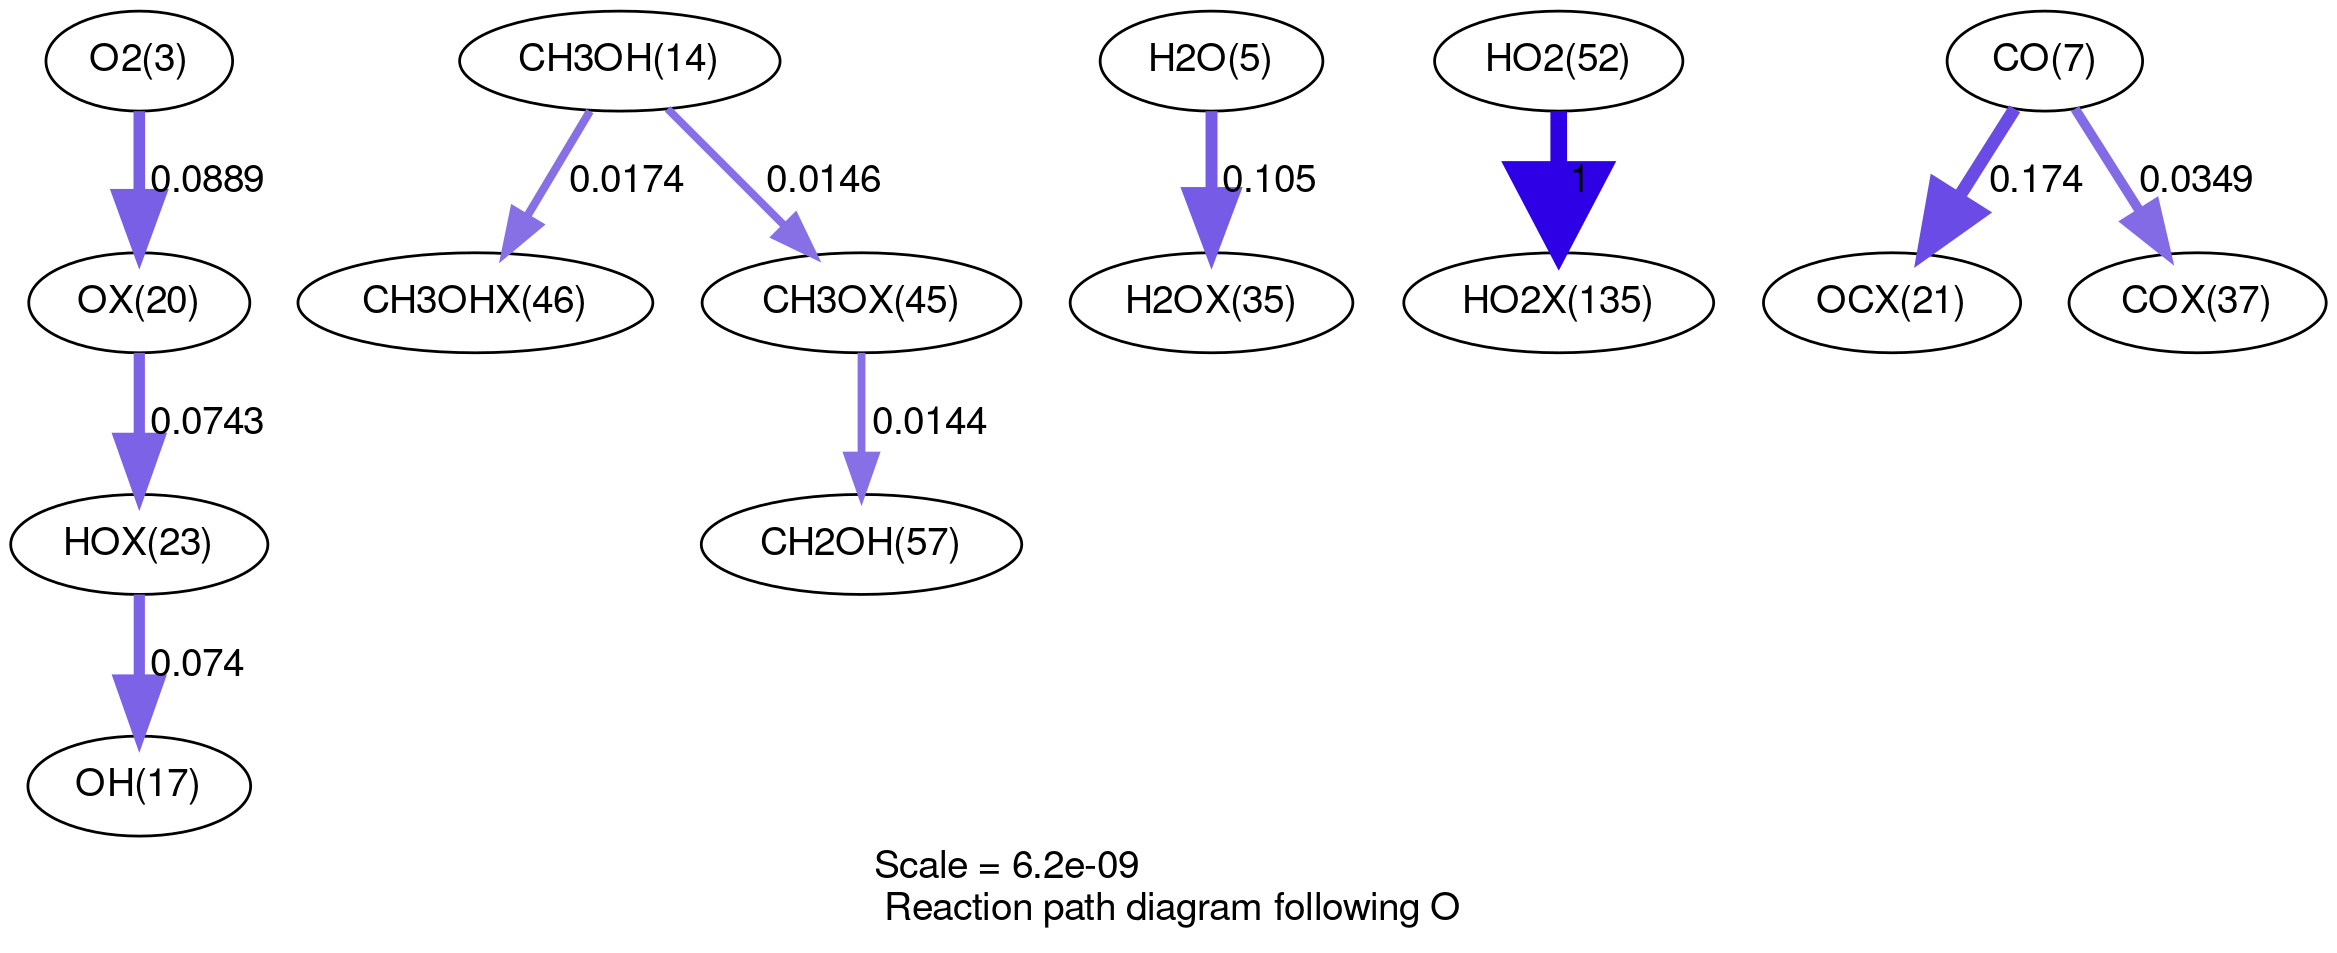 O2(3)
CH3OH(14)
H2O(5)
HO2(52)
CO(7)
0.0889
0.0174
0.0146
0.105
1
0.174
0.0349
OX(20)
CH3OHX(46)
CH3OX(45)
H2OX(35)
HO2X(135)
OCX(21)
COX(37)
0.0743
0.0144
HOX(23)
CH2OH(57)
0.074
OH(17)
Scale = 6.2e-09
Reaction path diagram following O